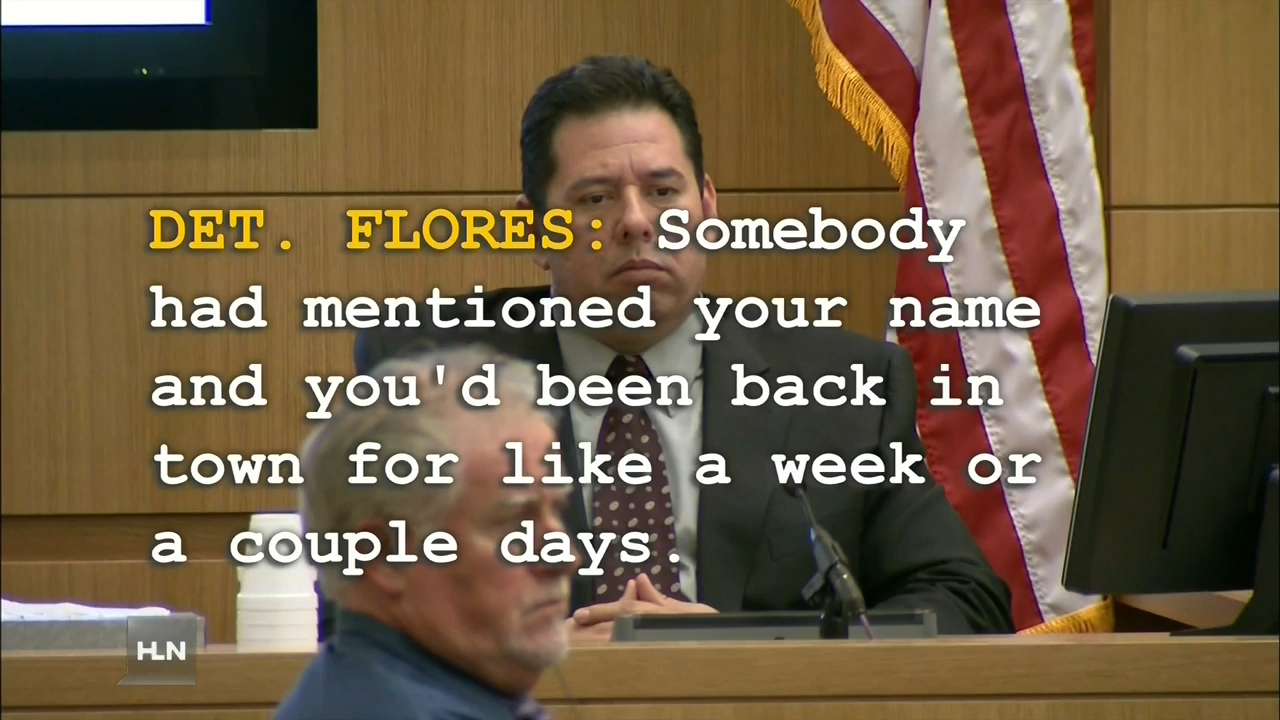 DET. FLORES: Somebody
had mentioned your name
and you'd been back in
town for like a week or
a couple days.
HLN